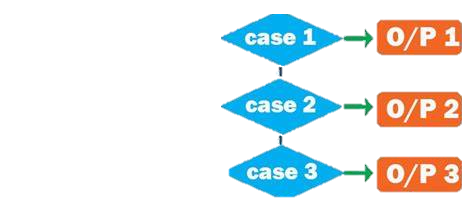 case 1
O/P 1
case 2
O/P 2
case 3
O/P 3